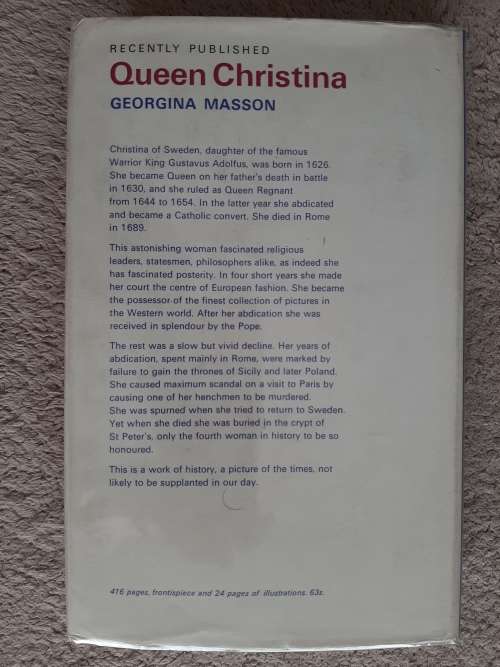 RECENTLY PUBLISHED
Queen Christina
GEORGINA MASSON
Christina of Sweden, daughter of the famous
Warrior King Gustavus Adolfus, was born in 1626.
She became Queen on her father's death in battle
in 1630, and she ruled as Queen Regnant
from 1644 to 1654. In the latter year she abdicated
and became a Catholic convert. She died in Rome
in 1689.
This astonishing woman fascinated religious
leaders, statesmen, philosophers alike, as indeed she
has fascinated posterity. In four short years she made
her court the centre of European fashion. She became
the possessor of the finest collection of pictures in
the Western world. After her abdication she was
received in splendour by the Pope.
The rest was a slow but vivid decline. Her years of
abdication, spent mainly in Rome, were marked by
failure to gain the thrones of Sicily and later Poland.
She caused maximum scandal on a visit to Paris by
causing one of her henchmen to be murdered.
She was spurned when she tried to return to Sweden.
Yet when she died she was buried in the crypt of
St Peter's, only the fourth woman in history to be so
honoured.
This is a work of history, a picture of the times, not
likely to be supplanted in our day.
416 pages, frontispiece and 24 pages of illustrations. 63s.